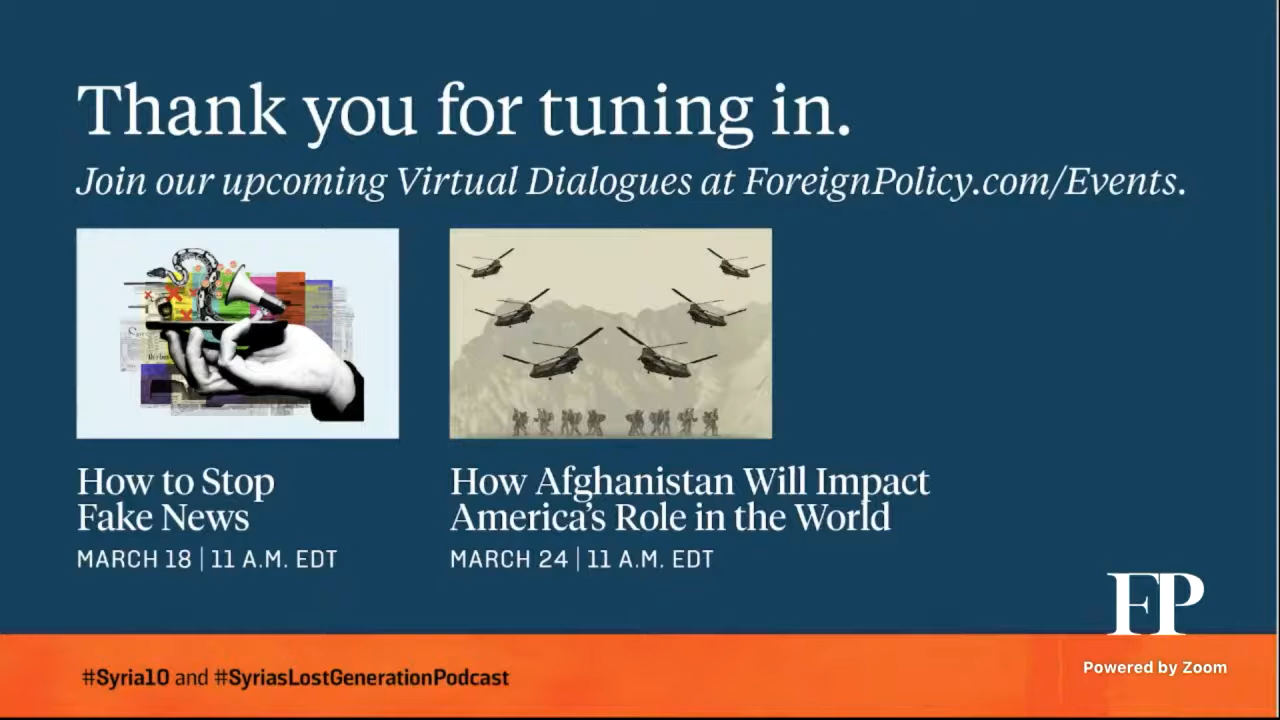 Thank you for tuning in.
Join our upcoming Virtual Dialogues at ForeignPolicy.com/Events.
How to Stop
Fake News
MARCH 18 | 11 A.M. EDT
How Afghanistan Will Impact
America's Role in the World
MARCH 24 | 11 A.M. EDT
FP
Powered by Zoom
#Syria10 and #SyriasLostGenerationPodcast